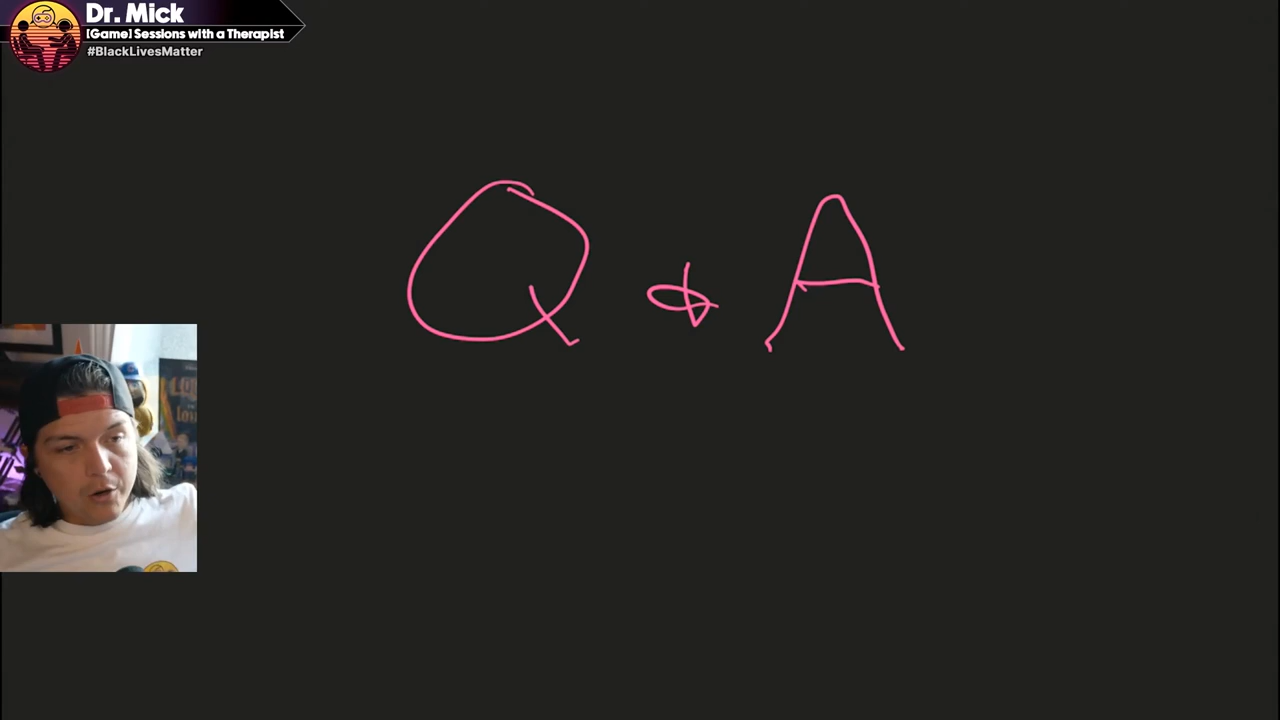 Dr. Mick
[Game] Sessions with a Therapist
#BlackLivesMatter
Q & A